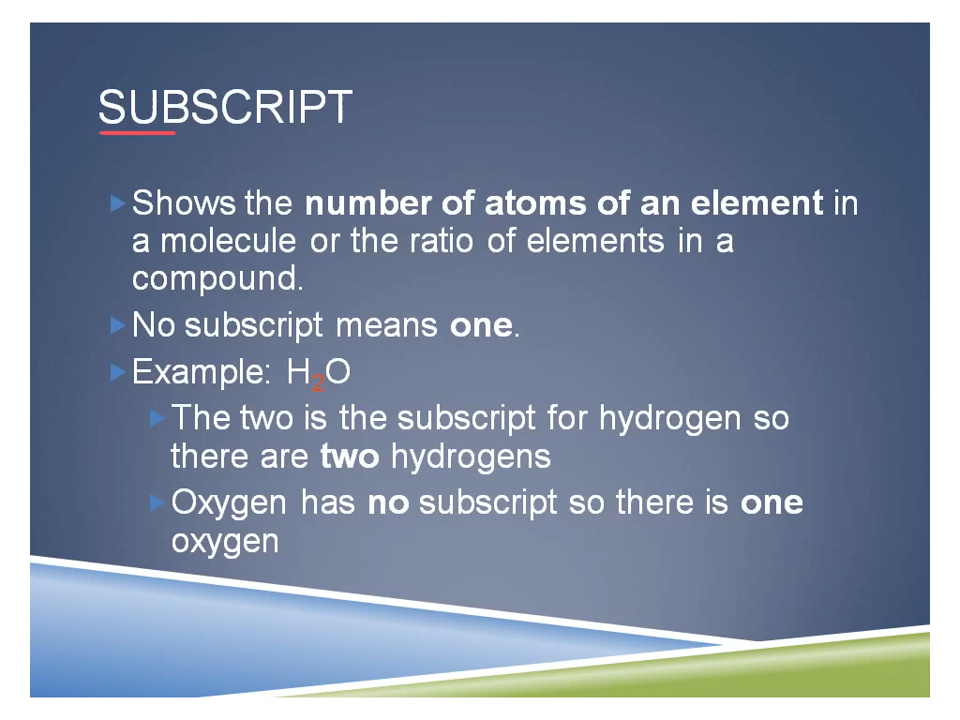 SUBSCRIPT
Shows the number of atoms of an element in
a molecule or the ratio of elements in a
compound.
No subscript means one.
Example: H₂O
The two is the subscript for hydrogen so
there are two hydrogens
Oxygen has no subscript so there is one
oxygen